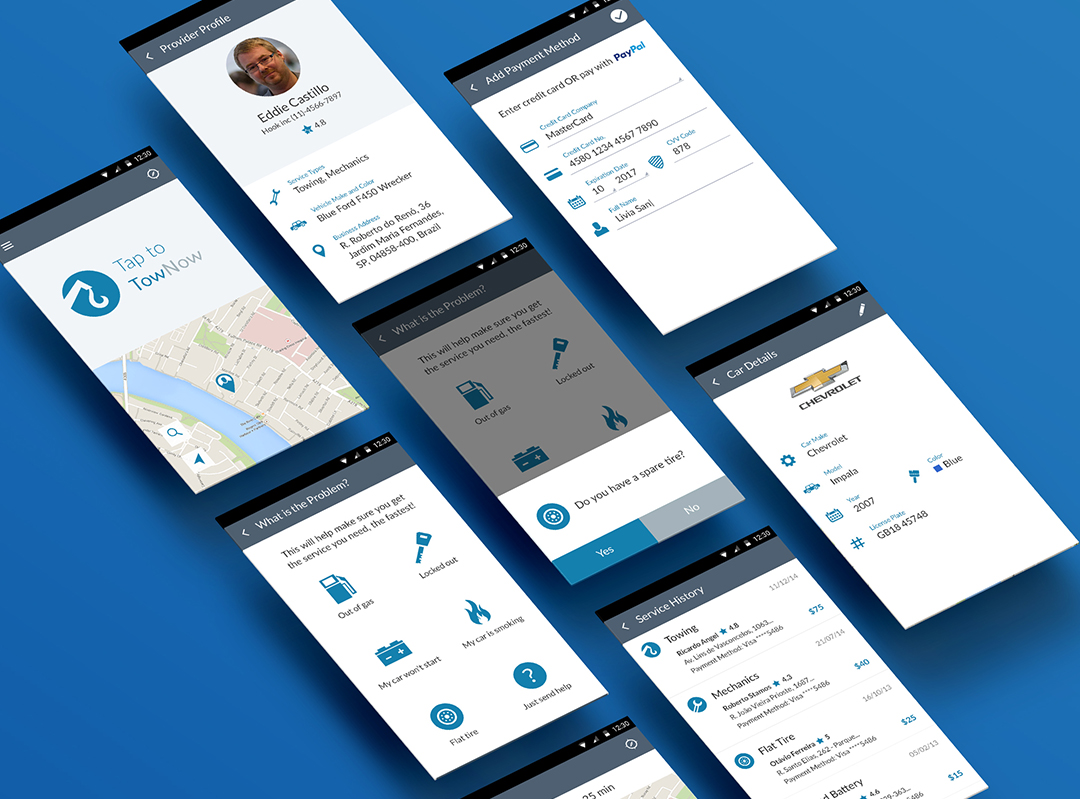 Provider Profile
Eddie Castillo
Hook inc (11)-4566-7897
4.8
Service Types
Towing, Mechanics
Vehicle Make and Color
Blue Ford F450 Wrecker
Business Address
R. Roberto do Renó, 36
Jardim Maria Fernandes,
SP, 04858-400, Brazil
Add Payment Method
Enter credit card OR pay with PayPal
Credit Card Company
MasterCard
Credit Card No.
4580 1234 4567 7890
Expiration Date
10 2017
CVV Code
878
Full Name
Livia San
12:30
Tap to
TowNow
12:30
What is the Problem?
This will help make sure you get
the service you need, the fastest!
Out of gas
Locked out
Do you have a spare tire?
Yes
No
12:30
Car Details
CHEVROLET
Car Make
Chevrolet
Model
Impala
Color
Blue
Year
2007
License Plate
GB18 45748
12:30
What is the Problem?
This will help make sure you get
the service you need, the fastest!
Out of gas
Locked out
My car won't start
My car is smoking
Flat tire
Just send help
12:30
Service History
11/12/14
Towing
$75
Ricardo Angel 4.8
Av. Lins de Vasconcelos, 1063...
Payment Method: Visa ****5486
21/07/14
Mechanics
$40
Roberto Stamos 4.3
R. João Vieira Prioste, 1687...
Payment Method: Visa ****5486
16/10/13
Flat Tire
$25
Otávio Ferreira 5
R. Santo Elias, 262 - Parque...
Payment Method: Visa ****5486
05/02/13
Battery
$15
4.6
12:30
25 min